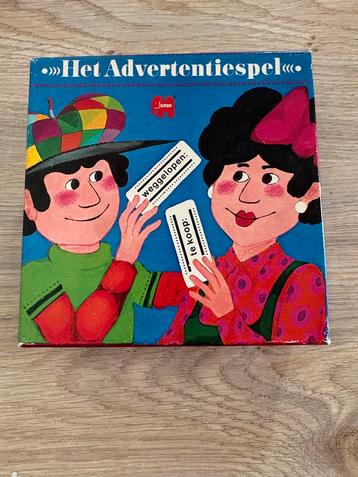 Het Advertentiespel
Jumbo
weggelopen:
te koop: